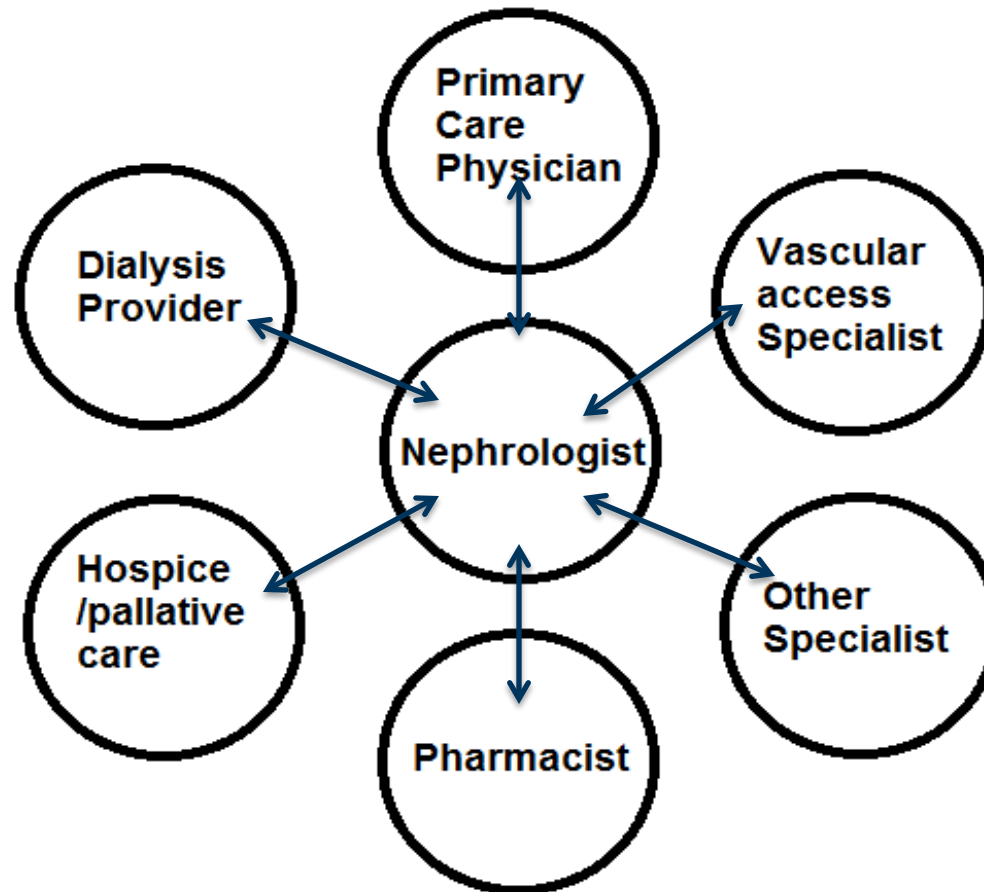 Primary
Care
Physician
Dialysis
Provider
Vascular
access
Specialist
Nephrologist
Hospice
/pallative
care
Other
Specialist
Pharmacist